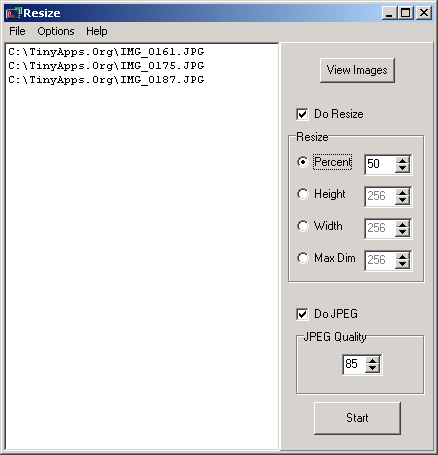 Resize
File Options Help
C:\TinyApps.Org\IMG_0161.JPG
C:\TinyApps.Org\IMG_0175.JPG
C:\TinyApps.Org\IMG_0187.JPG
View Images
Do Resize
Resize
Percent 50
Height 256
Width 256
Max Dim 256
Do JPEG
JPEG Quality
85
Start